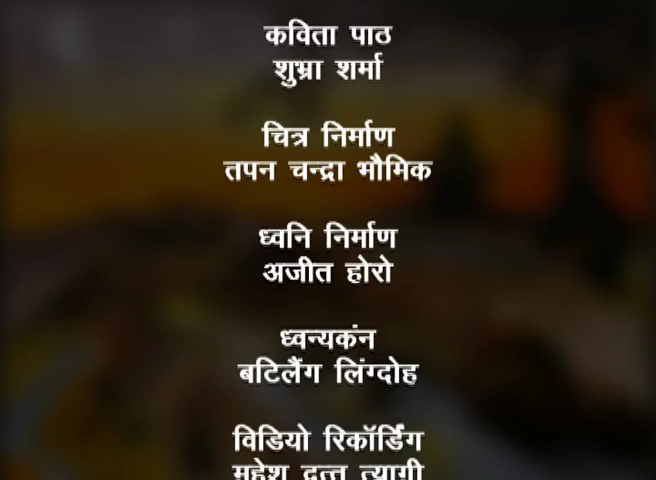 कविता पाठ
शुभ्रा शर्मा
चित्र निर्माण
तपन चन्द्रा भौमिक
ध्वनि निर्माण
अजीत होरो
ध्वन्यकंन
बटिलैंग लिंग्दोह
विडियो रिकॉर्डिंग
महेश दत्त त्यागी